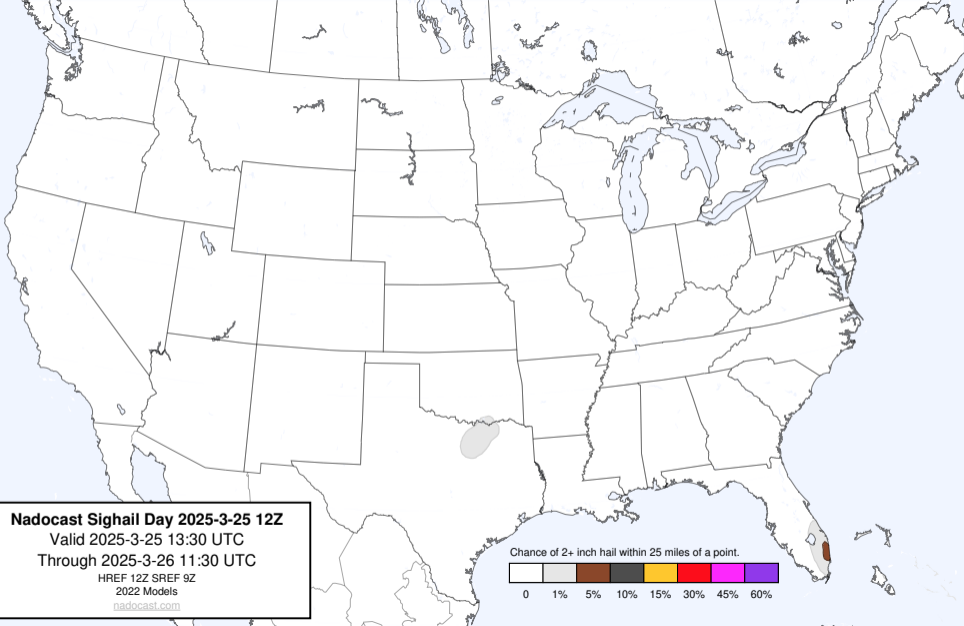 Nadocast Sighail Day 2025-3-25 12Z
Valid 2025-3-25 13:30 UTC
Through 2025-3-26 11:30 UTC
HREF 12Z SREF 9Z
2022 Models
nadocast.com
Chance of 2+ inch hail within 25 miles of a point.
0 1% 5% 10% 15% 30% 45% 60%